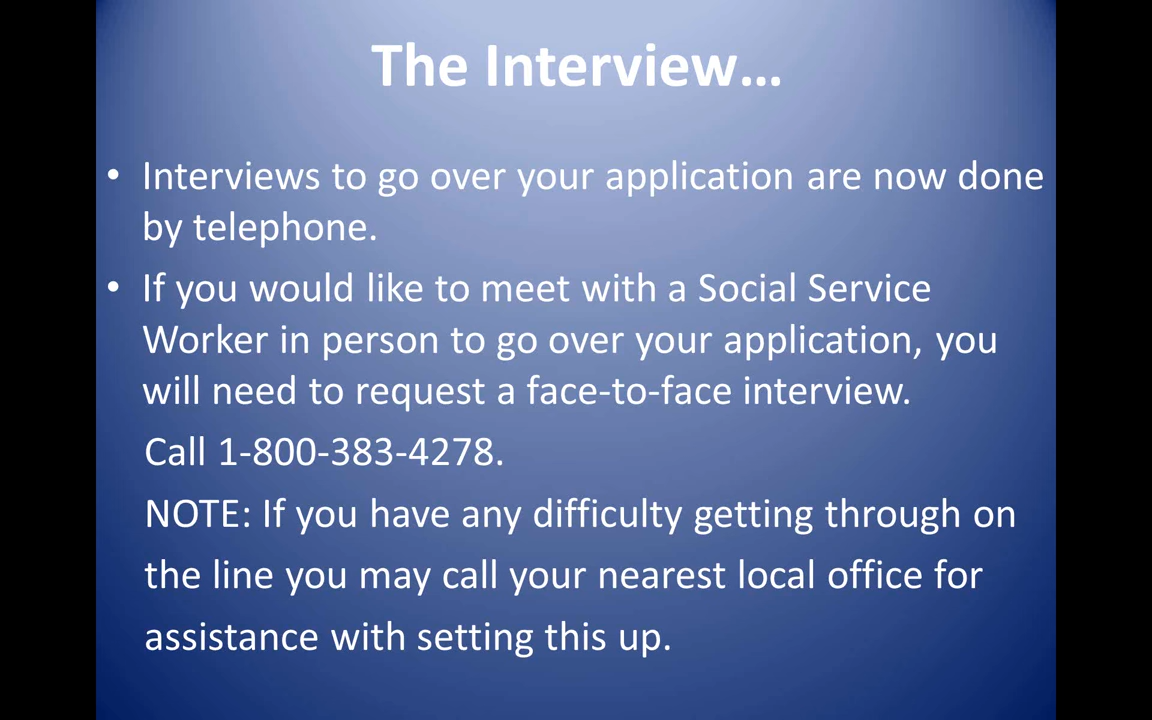 The Interview…
• Interviews to go over your application are now done
by telephone.
• If you would like to meet with a Social Service
Worker in person to go over your application, you
will need to request a face-to-face interview.
Call 1-800-383-4278.
NOTE: If you have any difficulty getting through on
the line you may call your nearest local office for
assistance with setting this up.